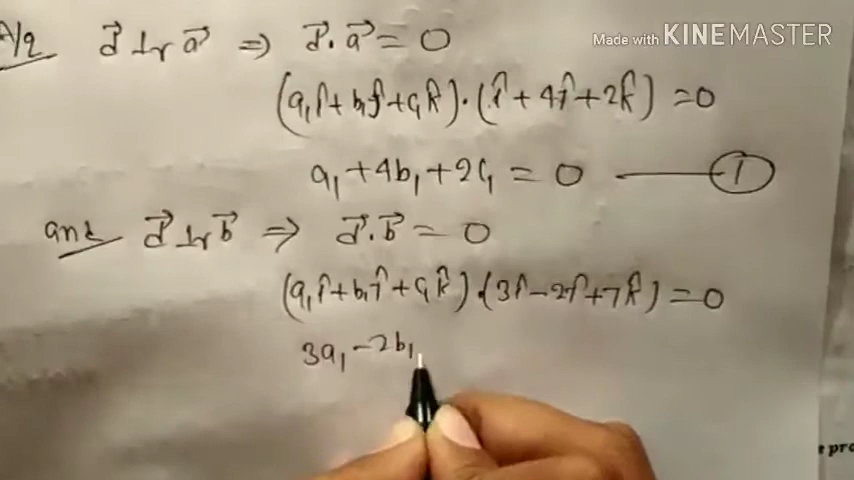 Made with KINEMASTER
A/q d⃗ ⊥r a⃗ ⇒ d⃗. a⃗ = 0
(a₁î + b₁ĵ + c₁k̂) · (î + 4ĵ + 2k̂) = 0
a₁ + 4b₁ + 2c₁ = 0 —— ①
and d⃗ ⊥r b⃗ ⇒ d⃗. b⃗ = 0
(a₁î + b₁ĵ + c₁k̂) · (3î − 2ĵ + 7k̂) = 0
3a₁ − 2b₁